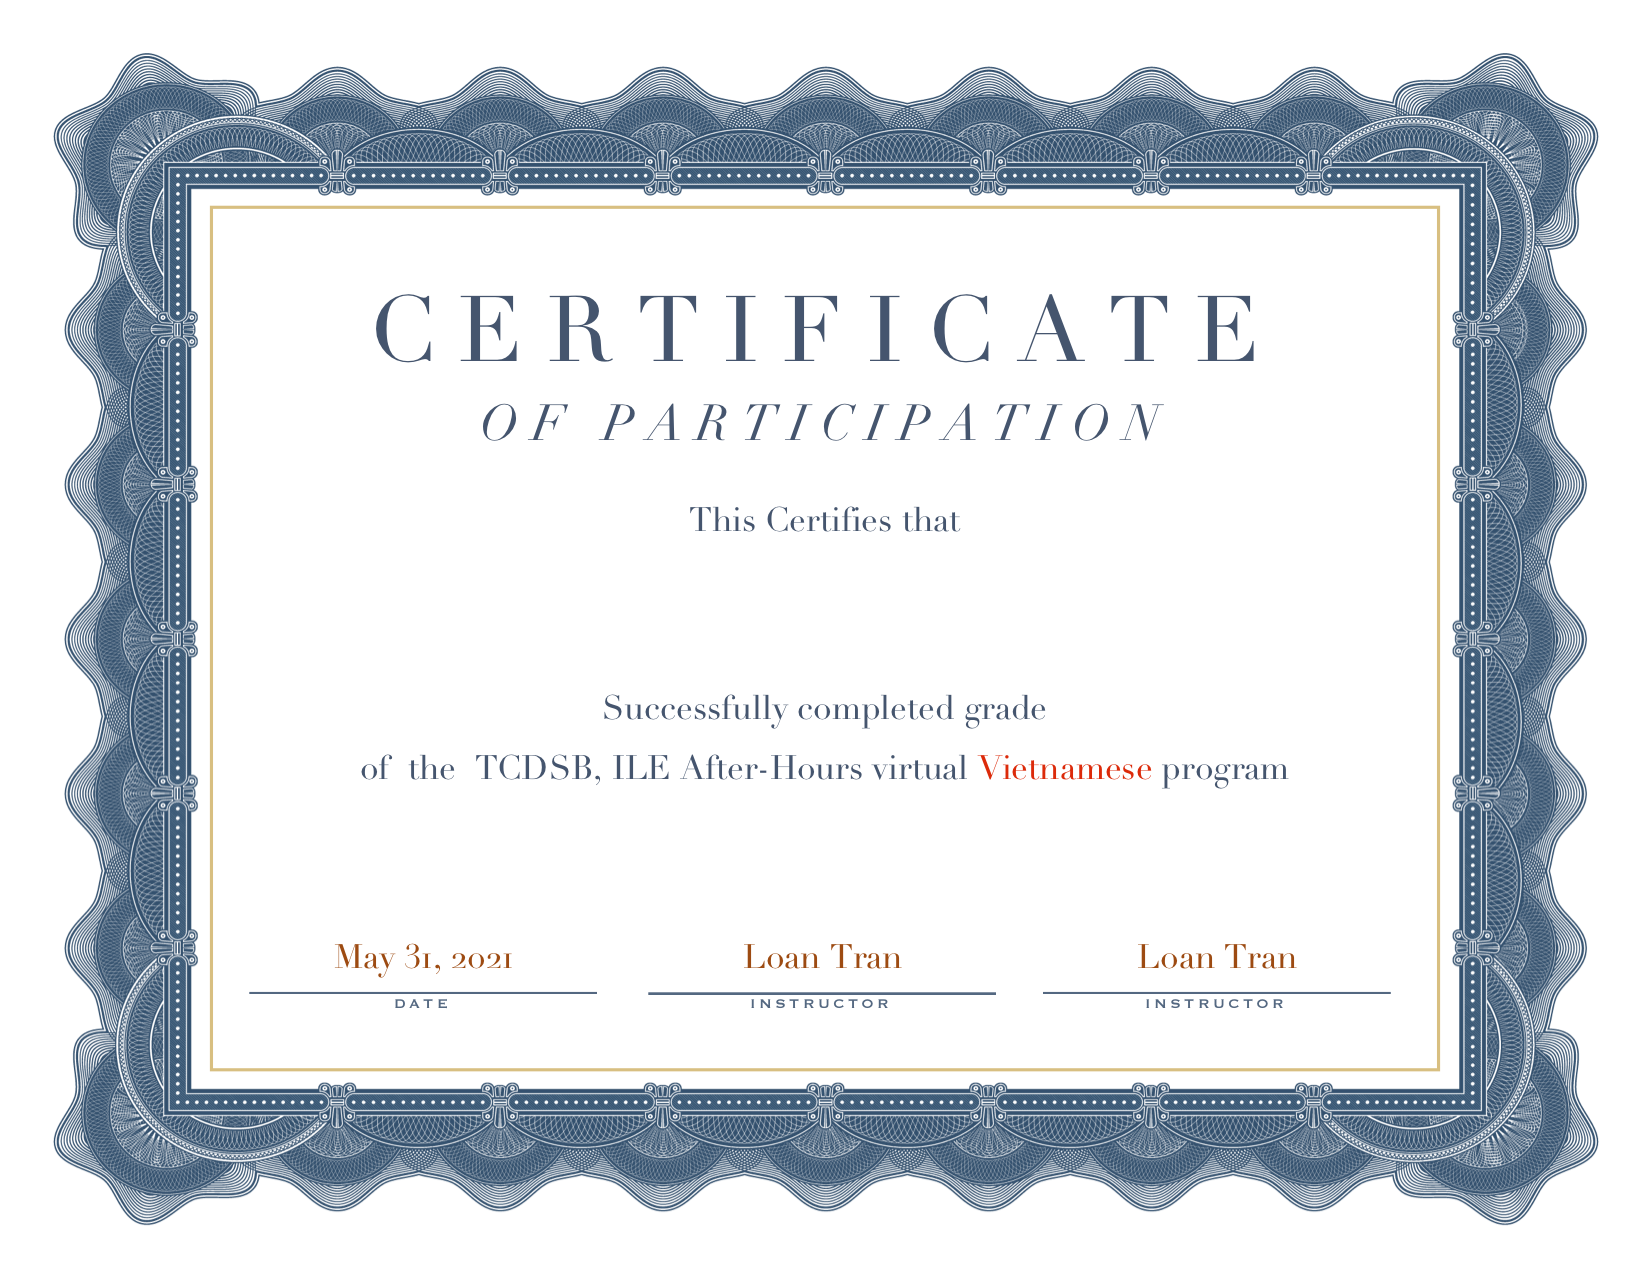 CERTIFICATE
OF PARTICIPATION
This Certifies that
Successfully completed grade
of the TCDSB, ILE After-Hours virtual Vietnamese program
May 31, 2021
DATE
Loan Tran
INSTRUCTOR
Loan Tran
INSTRUCTOR